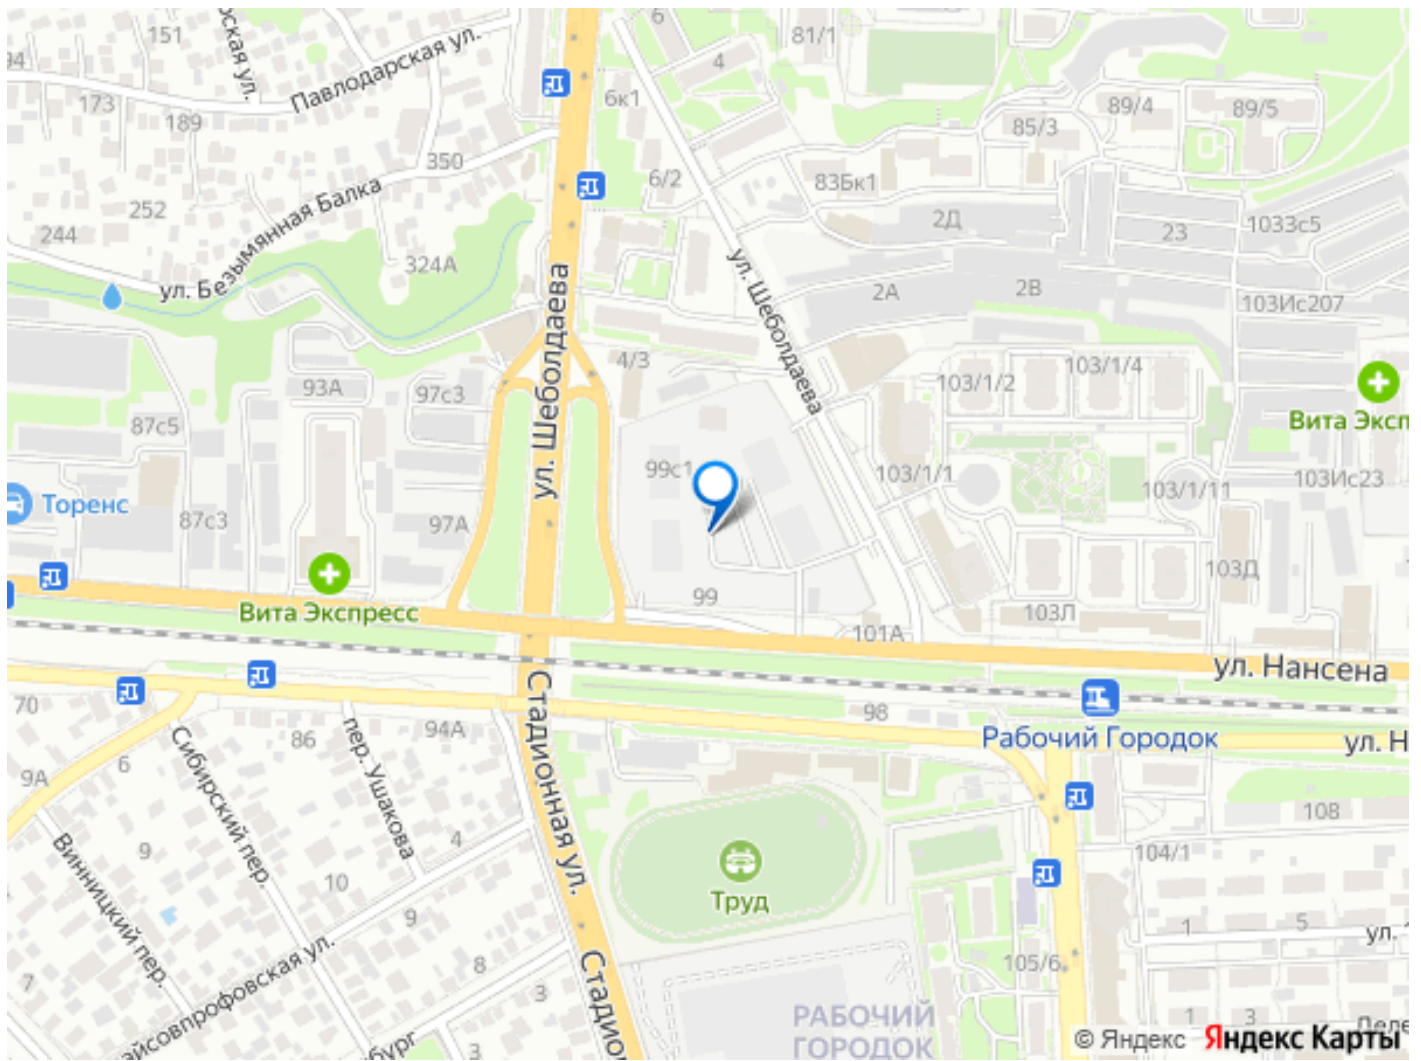 151
6
81/1
Павлодарская ул.
4
94
173
189
6к1
89/4
89/5
85/3
350
6/2
83Бк1
252
244
ул. Безымянная Балка
324А
2Д
23
1033с5
ул. Шеболдаева
ул. Шеболдаева
2А
2В
103Ис207
4/3
93А
97с3
103/1/2
103/1/4
87с5
Вита Эксп
99с1
103/1/1
103/1/11
103Ис23
Торенс
87с3
97А
Вита Экспресс
99
103Д
103Л
101А
ул. Нансена
70
86
94А
98
Рабочий Городок
ул. Н
Стадионная ул.
Сибирский пер.
пер. Ушакова
9А
6
4
9
10
9
Винницкий пер.
108
104/1
Труд
1
5
ул.
7
8
3
3
105/6
Стадио
РАБОЧИЙ
ГОРОДОК
1
3
© Яндекс Яндекс Карты